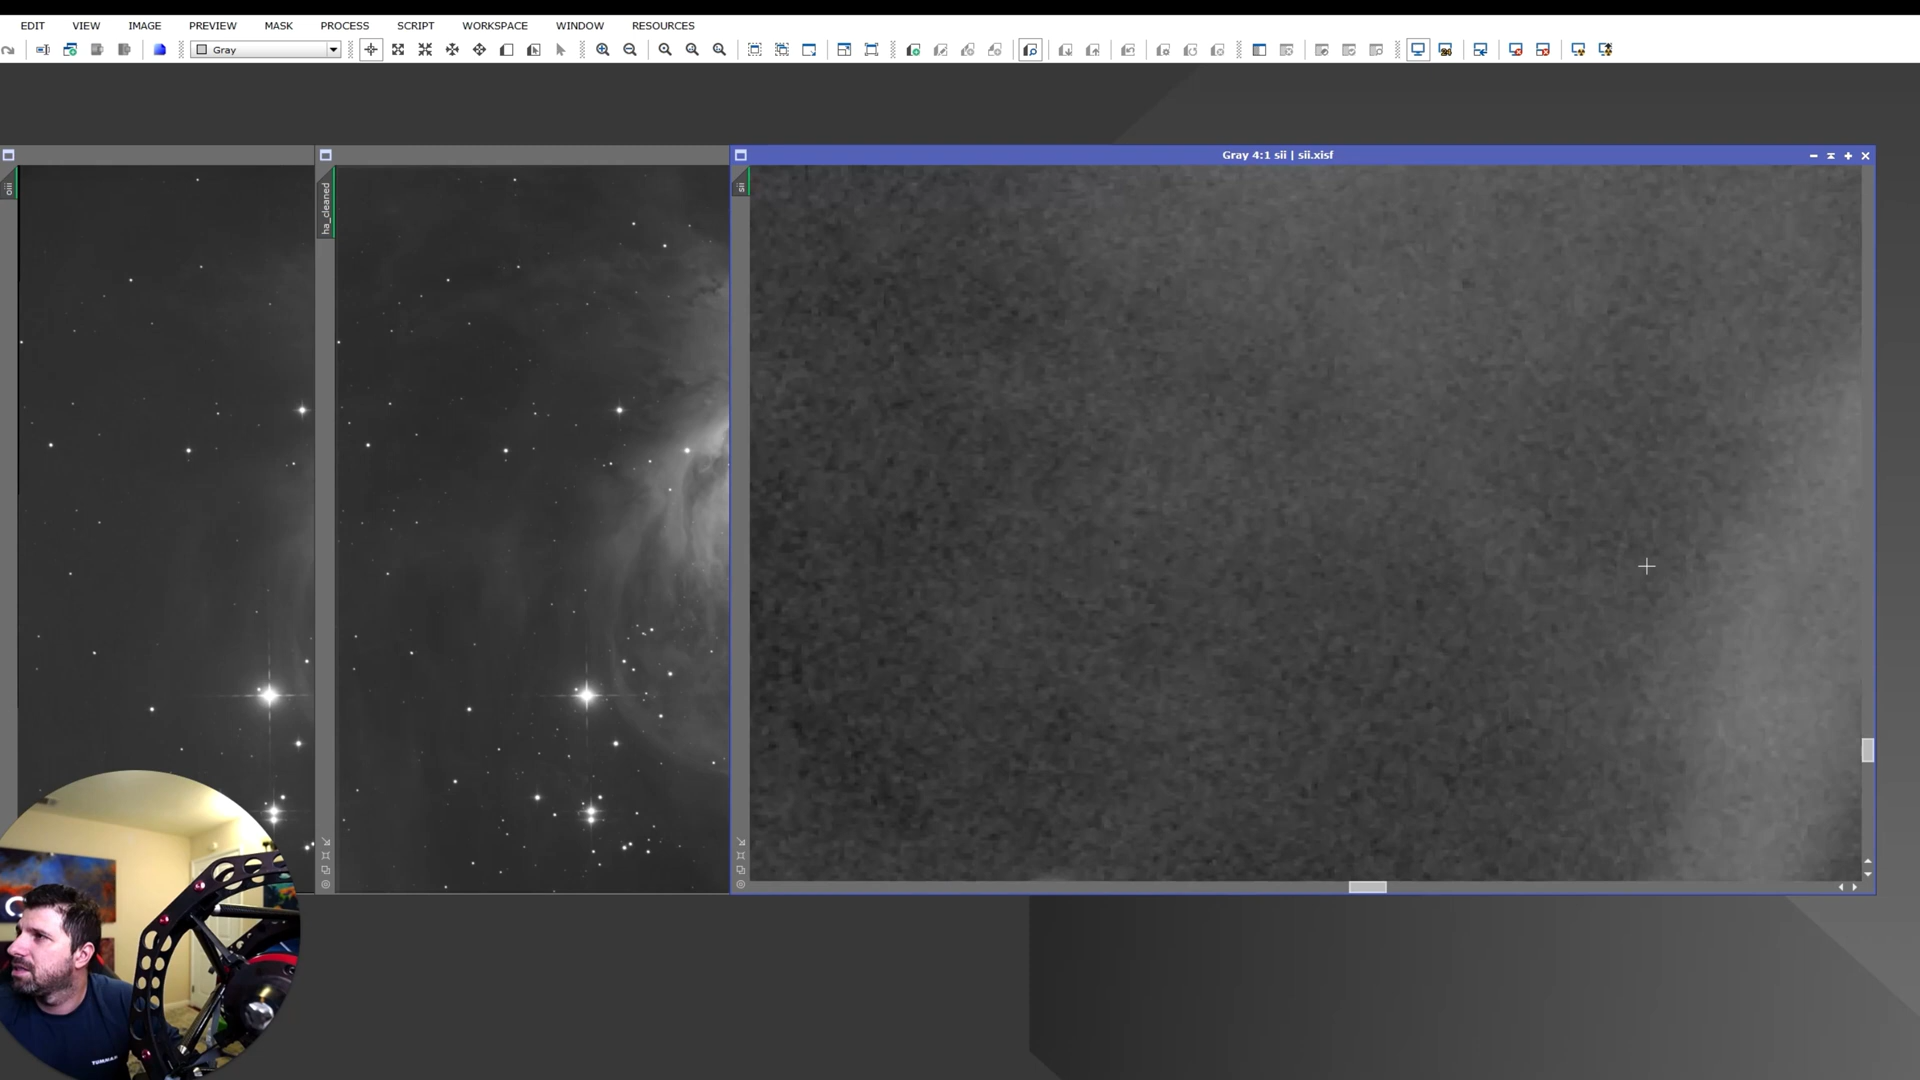 EDIT VIEW IMAGE PREVIEW MASK PROCESS SCRIPT WORKSPACE WINDOW RESOURCES
Gray
Gray 4:1 sii | sii.xisf
oiii
ha_cleaned
sii